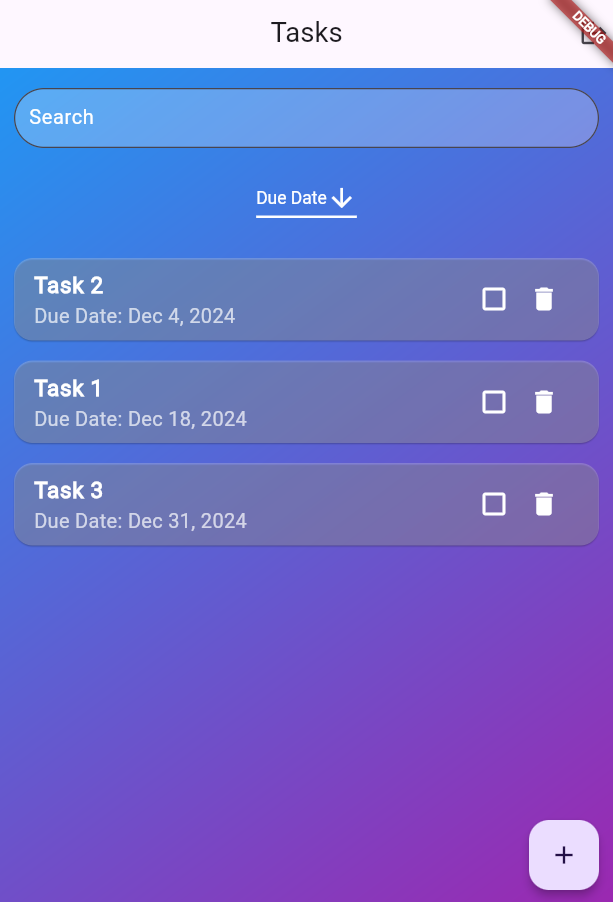 Tasks
DEBUG
Search
Due Date
Task 2
Due Date: Dec 4, 2024
Task 1
Due Date: Dec 18, 2024
Task 3
Due Date: Dec 31, 2024